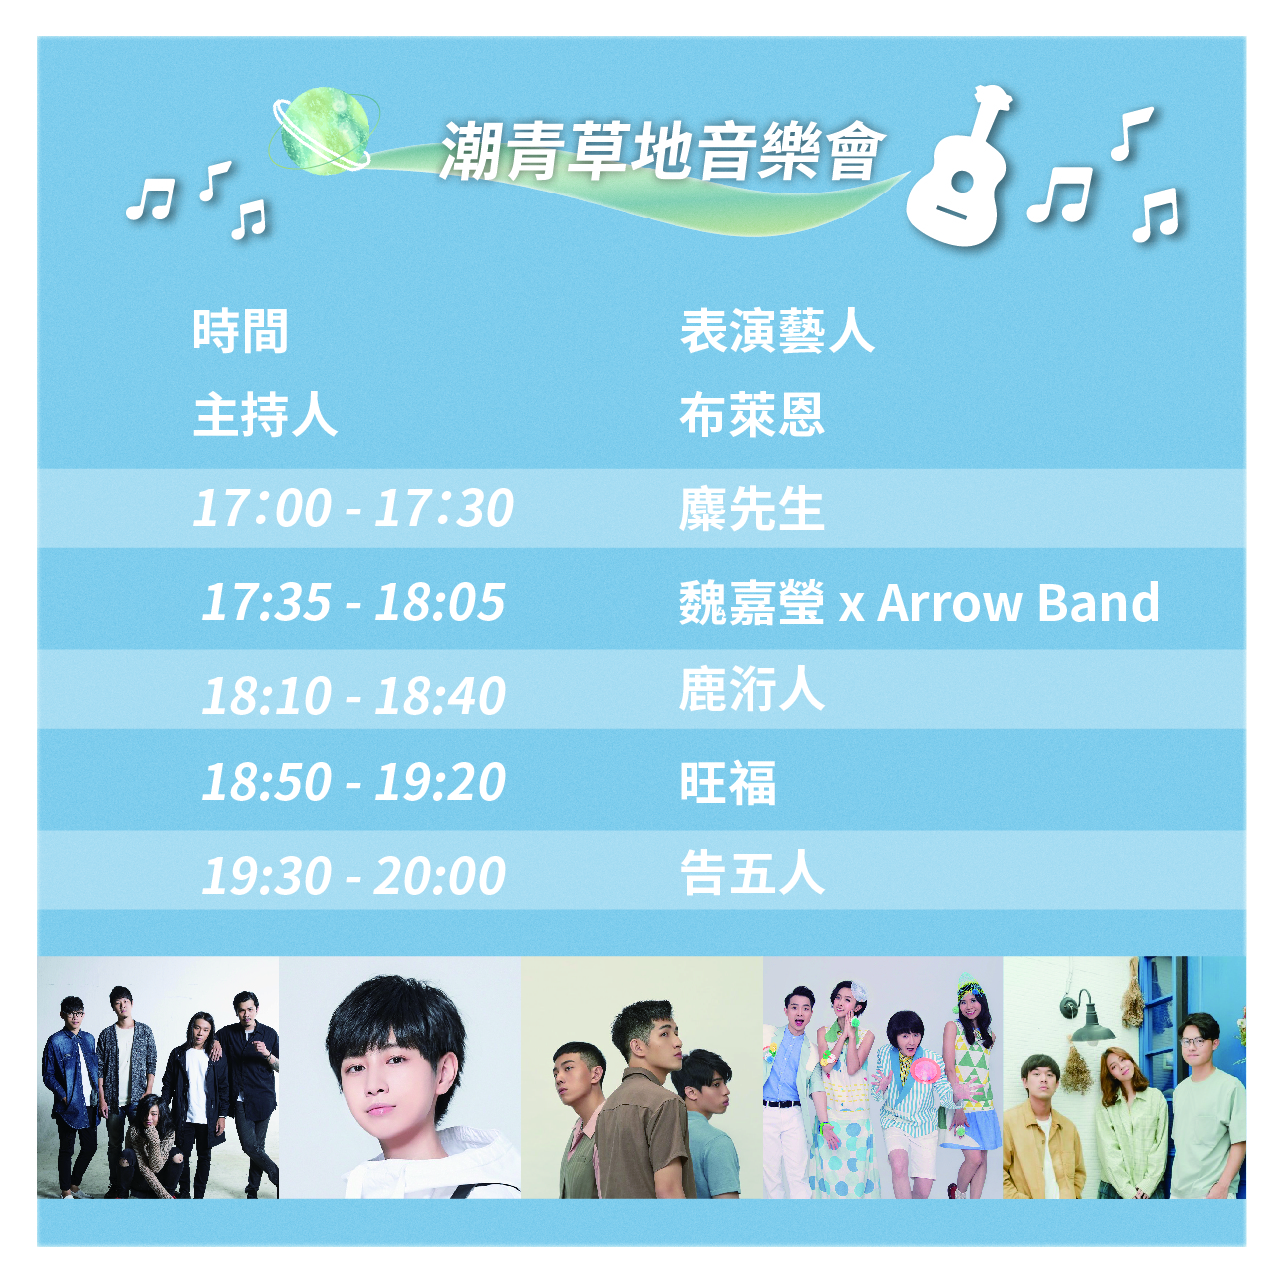 潮青草地音樂會
時間 表演藝人
主持人 布萊恩
17:00 - 17:30 麋先生
17:35 - 18:05 魏嘉瑩 x Arrow Band
18:10 - 18:40 鹿洐人
18:50 - 19:20 旺福
19:30 - 20:00 告五人